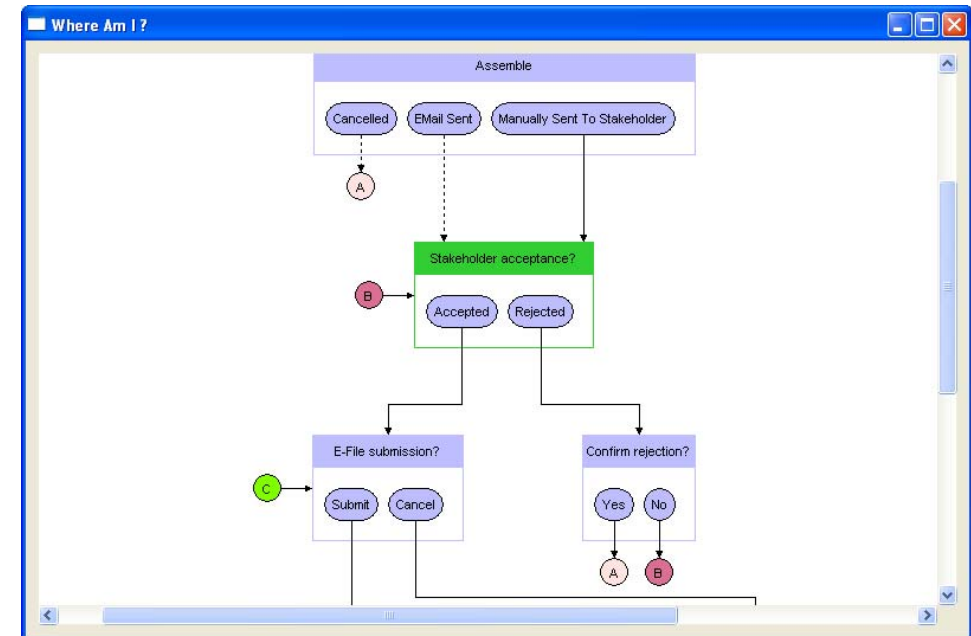 Where Am I?
Assemble
Cancelled EMail Sent Manually Sent To Stakeholder
A
Stakeholder acceptance?
B
Accepted Rejected
E-File submission? Confirm rejection?
C
Submit Cancel Yes No
A B